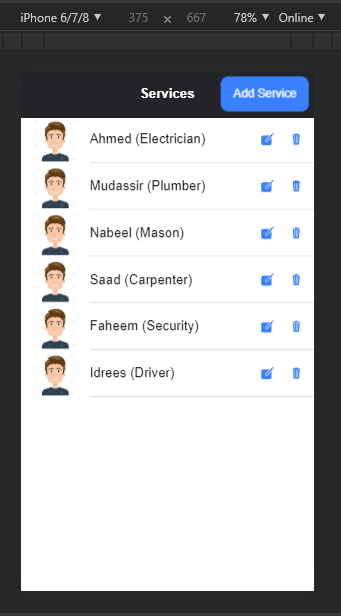 iPhone 6/7/8 ▼ 375 × 667 78% ▼ Online ▼
Services Add Service
Ahmed (Electrician)
Mudassir (Plumber)
Nabeel (Mason)
Saad (Carpenter)
Faheem (Security)
Idrees (Driver)